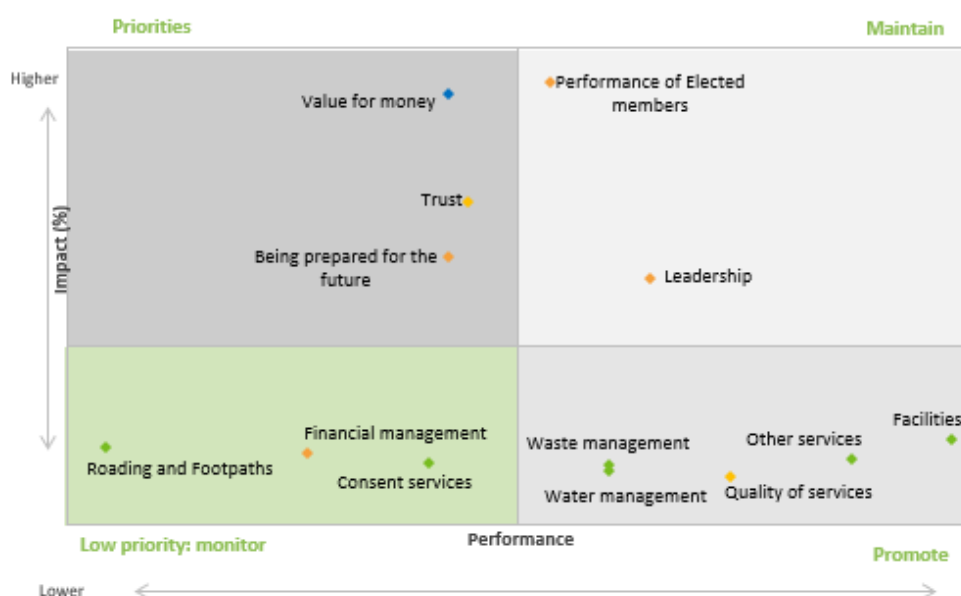 Priorities
Maintain
Higher
Value for money
Performance of Elected
members
Trust
Being prepared for the
future
Leadership
Impact (%)
Facilities
Financial management
Waste management
Other services
Roading and Footpaths
Consent services
Water management
Quality of services
Low priority: monitor
Performance
Promote
Lower